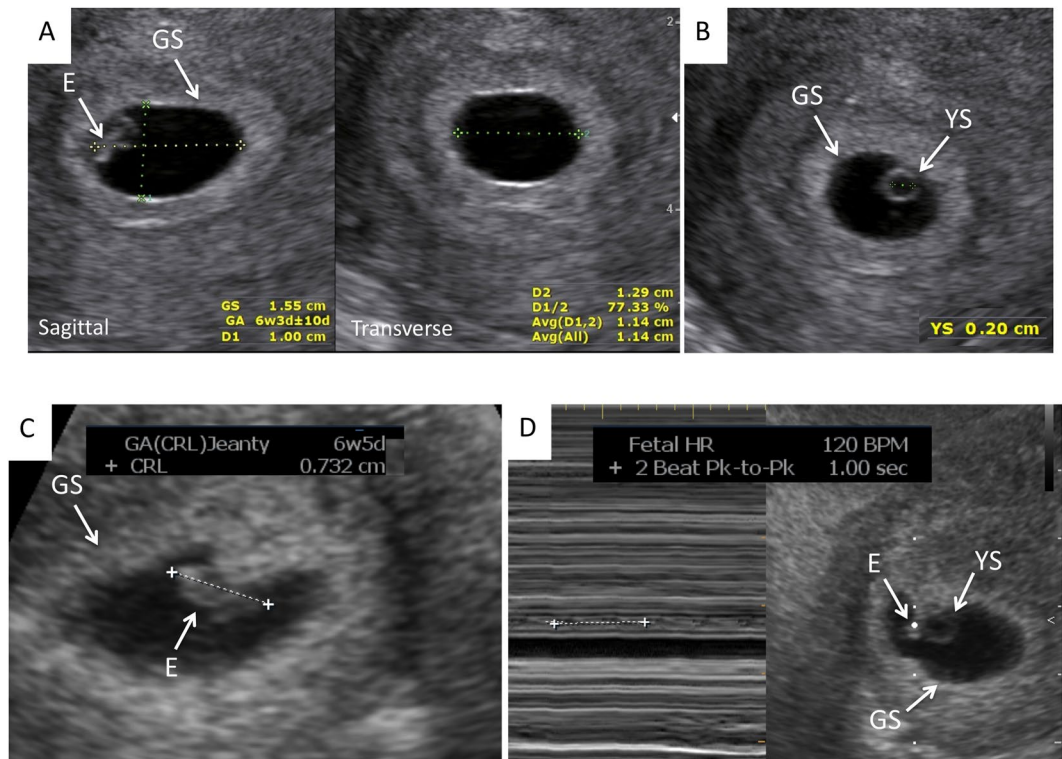 A
GS
E
GS 1.55 cm
GA 6w3d±10d
D1 1.00 cm
Sagittal
2
4
D2 1.29 cm
D1/2 77.33 %
Avg(D1,2) 1.14 cm
Avg(All) 1.14 cm
Transverse
B
GS
YS
YS 0.20 cm
C
GA(CRL)Jeanty 6w5d
+ CRL 0.732 cm
GS
E
D
Fetal HR 120 BPM
+ 2 Beat Pk-to-Pk 1.00 sec
E
YS
GS